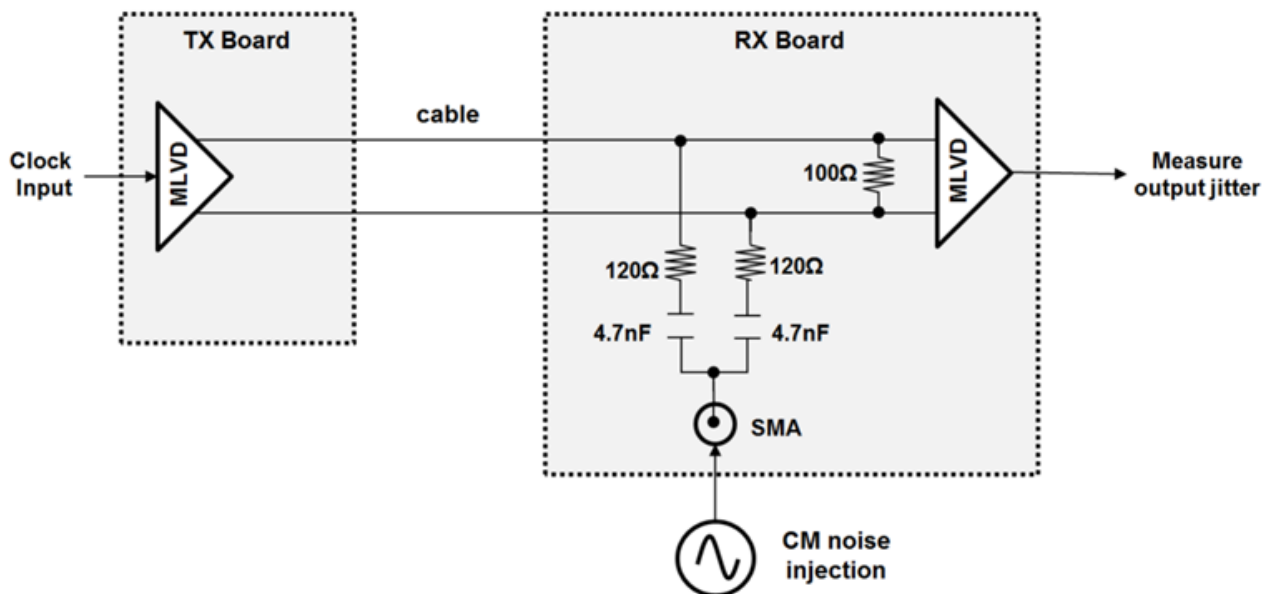 TX Board
RX Board
cable
Clock
Input
MLVD
100Ω
MLVD
Measure
output jitter
120Ω
120Ω
4.7nF
4.7nF
SMA
CM noise
injection